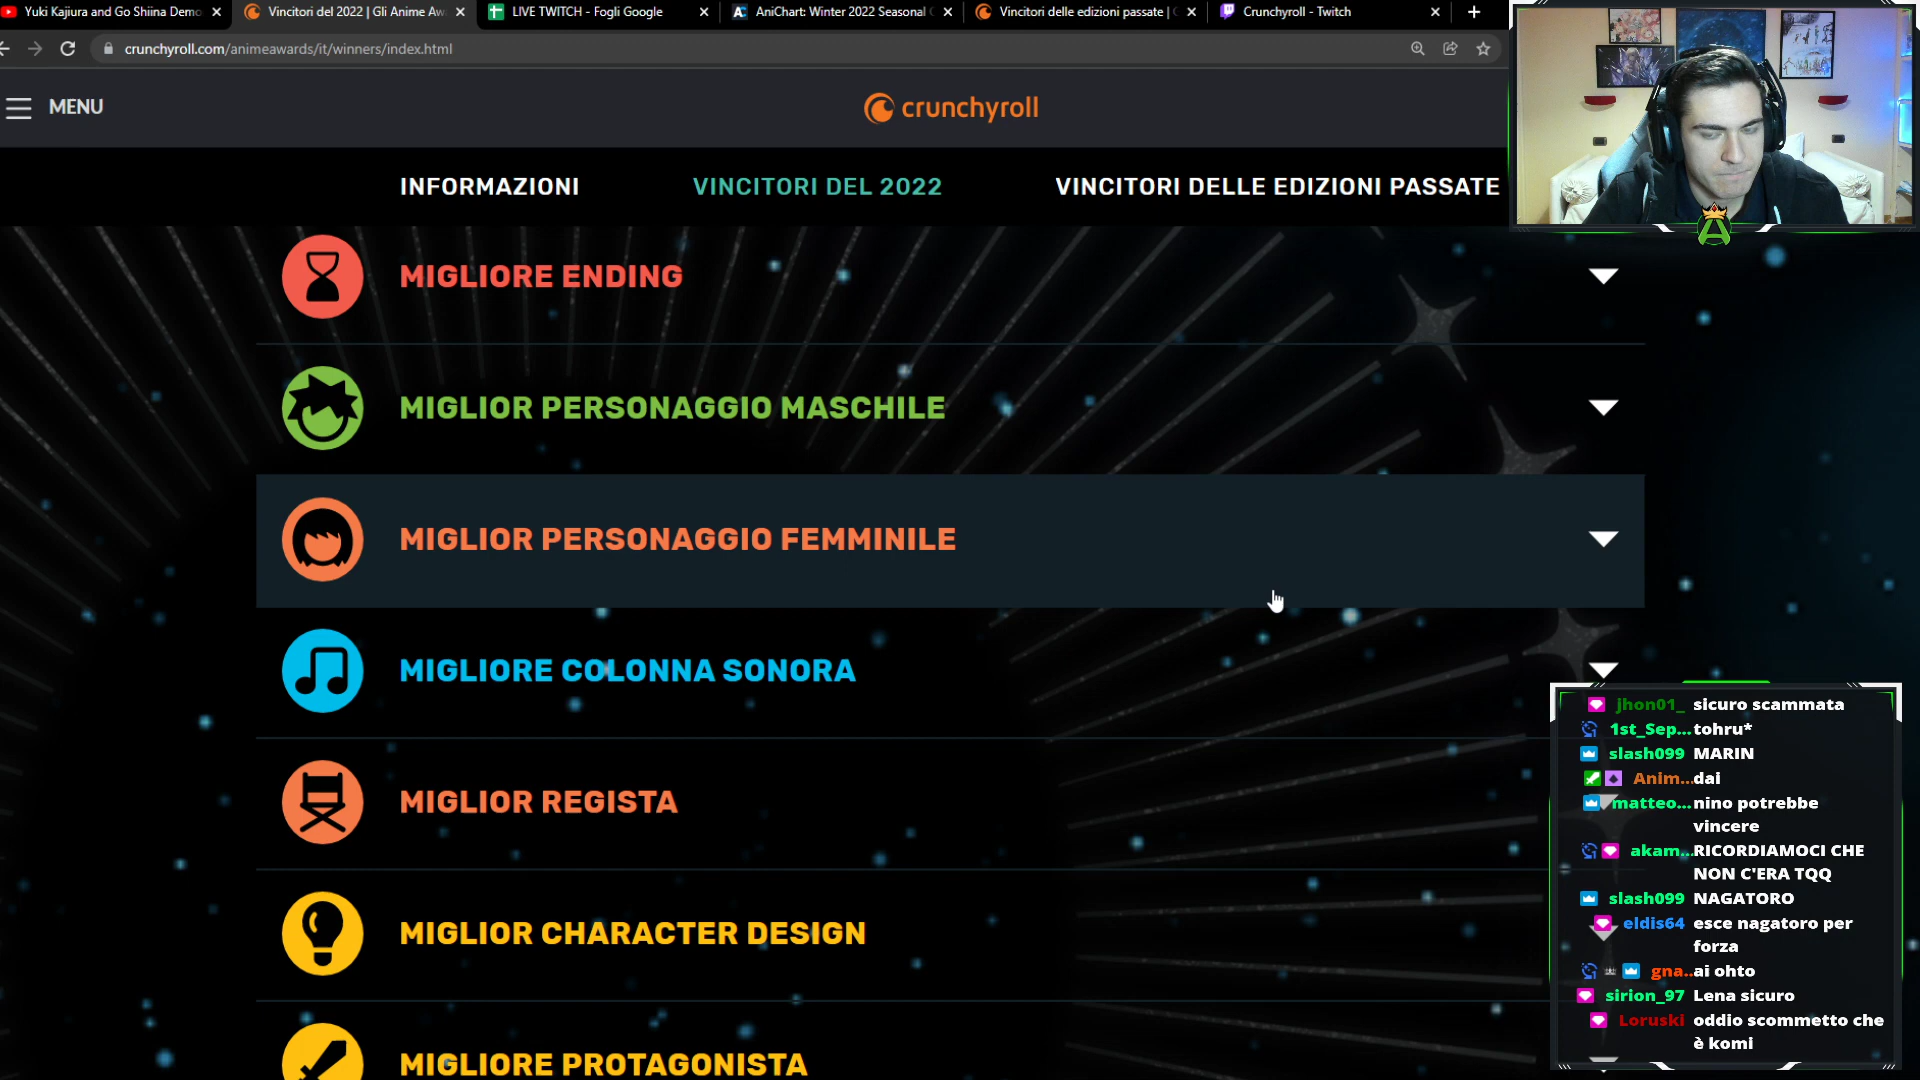 Yuki Kajiura and Go Shiina Demo
Vincitori del 2022 | Gli Anime Aw
LIVE TWITCH - Fogli Google
AniChart: Winter 2022 Seasonal
Vincitori delle edizioni passate |
Crunchyroll - Twitch
crunchyroll.com/animeawards/it/winners/index.html
MENU
crunchyroll
INFORMAZIONI
VINCITORI DEL 2022
VINCITORI DELLE EDIZIONI PASSATE
MIGLIORE ENDING
MIGLIOR PERSONAGGIO MASCHILE
MIGLIOR PERSONAGGIO FEMMINILE
MIGLIORE COLONNA SONORA
MIGLIOR REGISTA
MIGLIOR CHARACTER DESIGN
MIGLIORE PROTAGONISTA
jhon01_ sicuro scammata
1st_Sep... tohru*
slash099 MARIN
Anim... dai
matteo... nino potrebbe
vincere
akam... RICORDIAMOCI CHE
NON C'ERA TQQ
slash099 NAGATORO
eldis64 esce nagatoro per
forza
gna.. ai ohto
sirion_97 Lena sicuro
Loruski oddio scommetto che
è komi